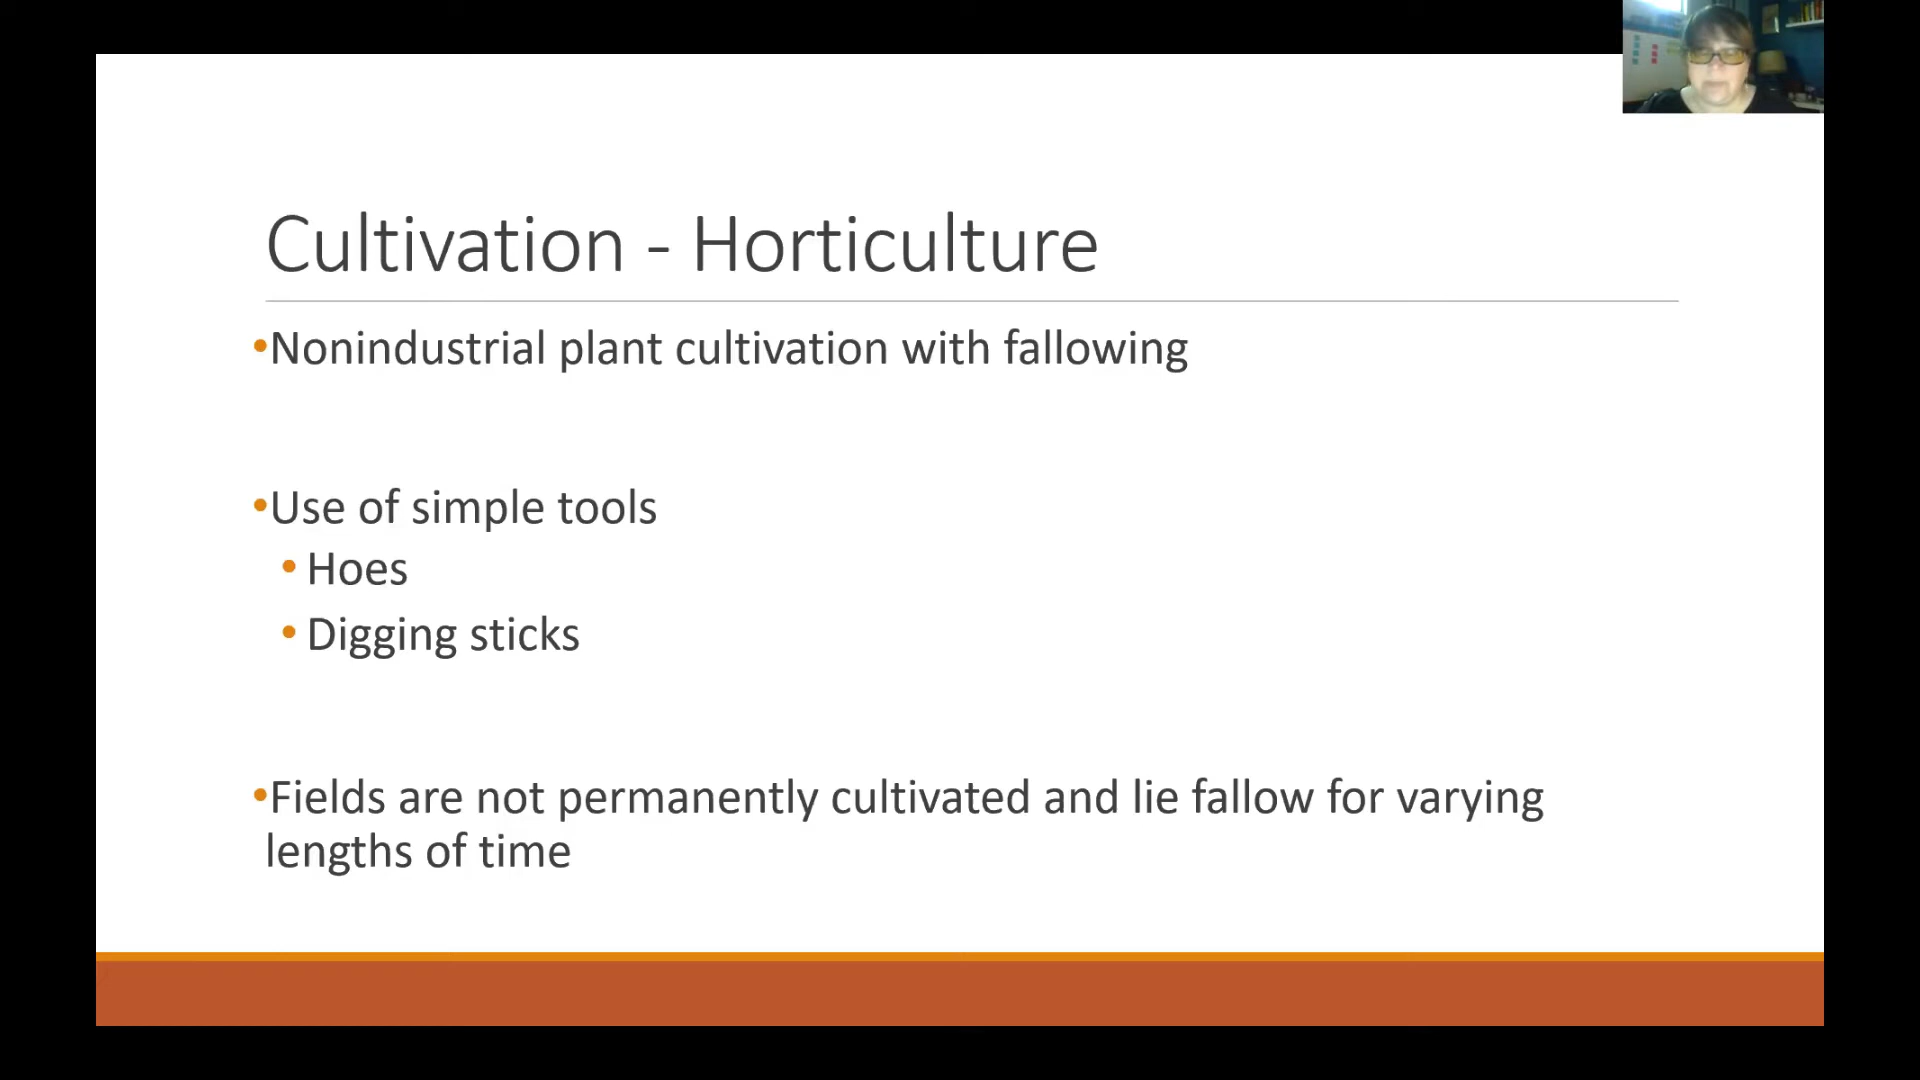 Cultivation - Horticulture
•Nonindustrial plant cultivation with fallowing
•Use of simple tools
• Hoes
• Digging sticks
•Fields are not permanently cultivated and lie fallow for varying
lengths of time